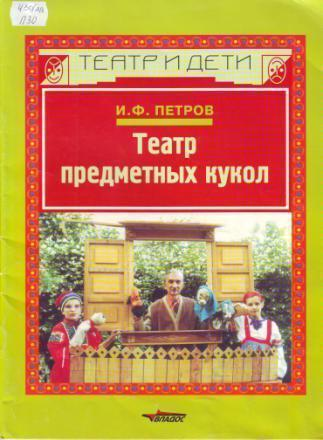 ТЕАТР И ДЕТИ
И.Ф. ПЕТРОВ
Театр
предметных кукол
ВЛАДОС